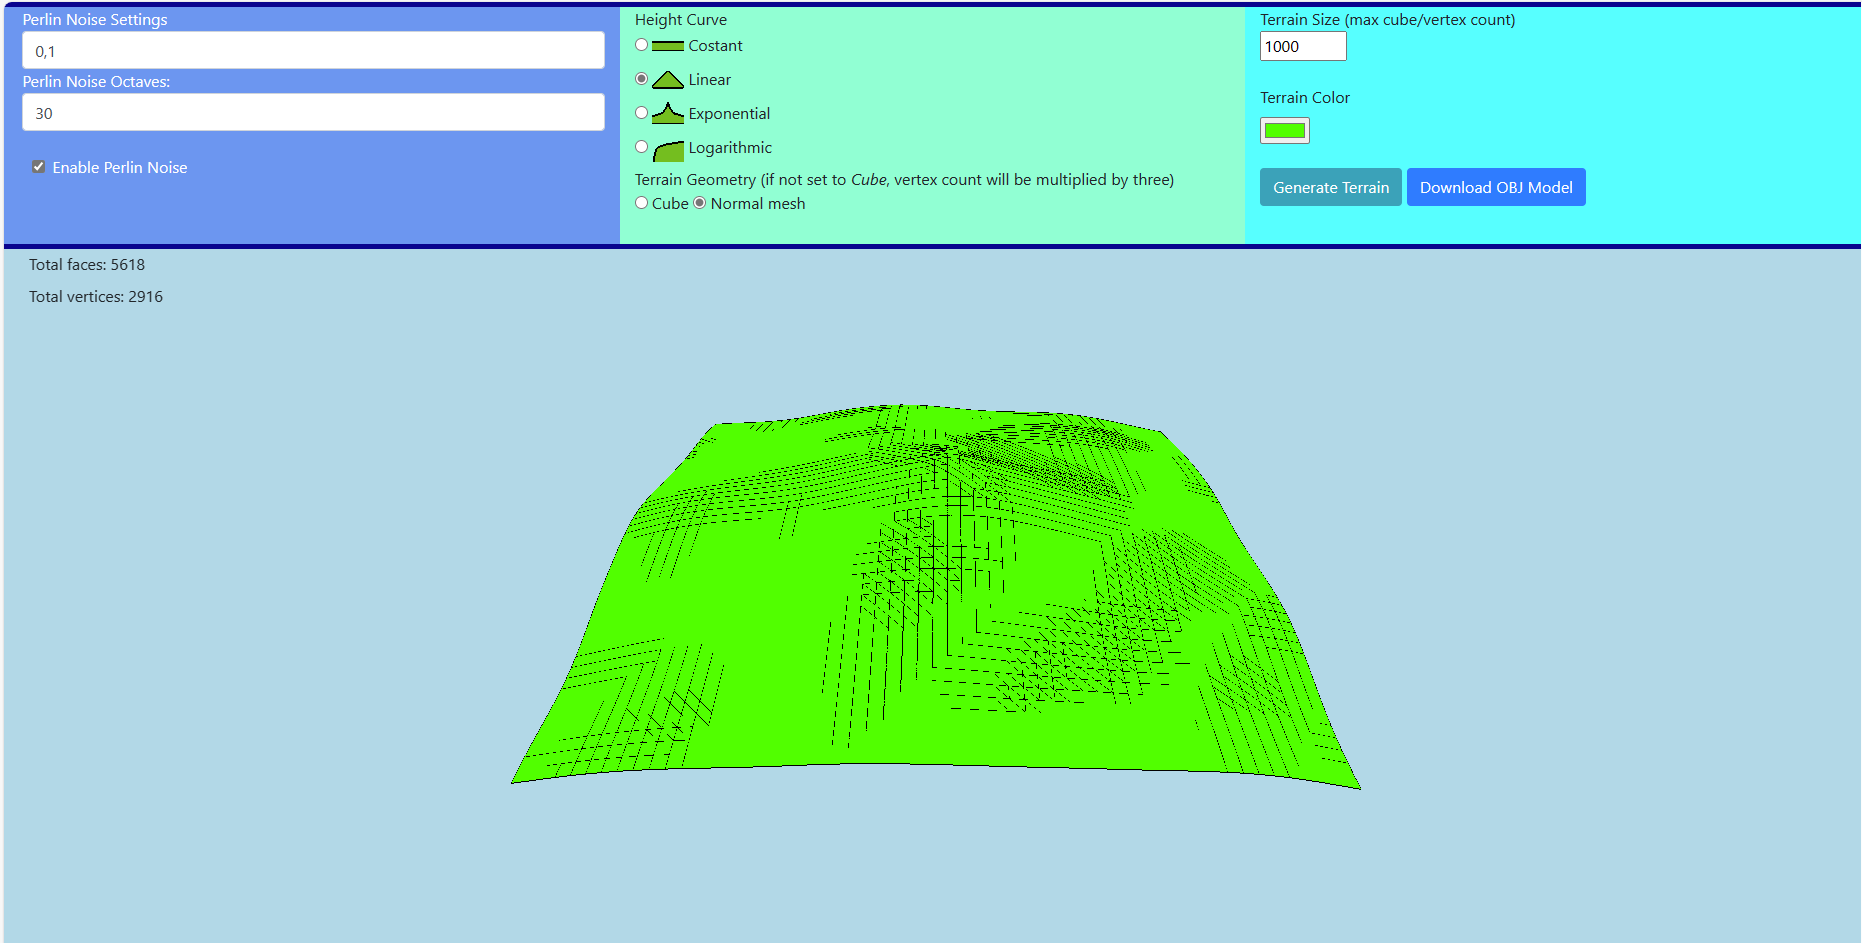 Perlin Noise Settings
0,1
Perlin Noise Octaves:
30
Enable Perlin Noise
Height Curve
Costant
Linear
Exponential
Logarithmic
Terrain Geometry (if not set to Cube, vertex count will be multiplied by three)
Cube Normal mesh
Terrain Size (max cube/vertex count)
1000
Terrain Color
Generate Terrain Download OBJ Model
Total faces: 5618
Total vertices: 2916